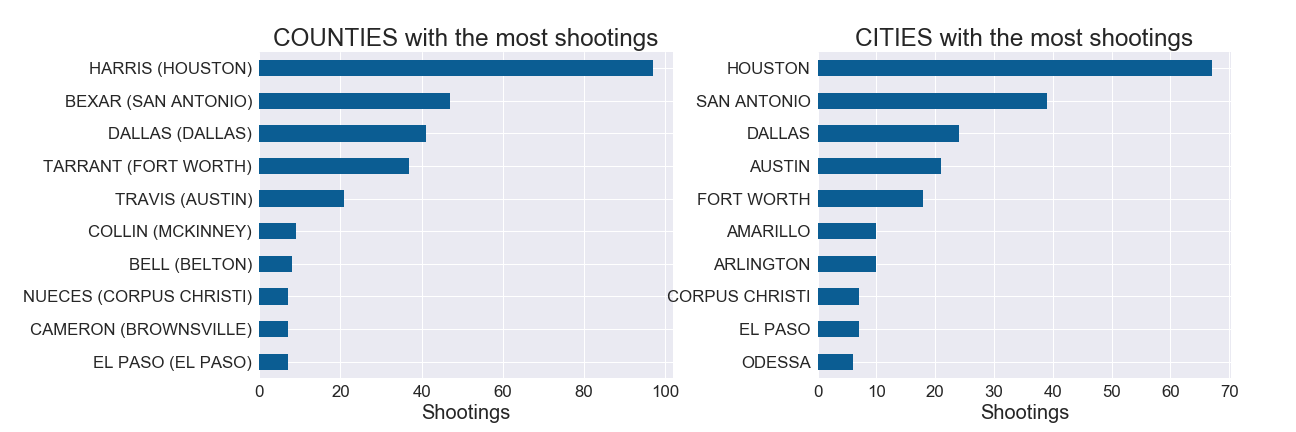 COUNTIES with the most shootings
HARRIS (HOUSTON)
BEXAR (SAN ANTONIO)
DALLAS (DALLAS)
TARRANT (FORT WORTH)
TRAVIS (AUSTIN)
COLLIN (MCKINNEY)
BELL (BELTON)
NUECES (CORPUS CHRISTI)
CAMERON (BROWNSVILLE)
EL PASO (EL PASO)
0 20 40 60 80 100
Shootings
CITIES with the most shootings
HOUSTON
SAN ANTONIO
DALLAS
AUSTIN
FORT WORTH
AMARILLO
ARLINGTON
CORPUS CHRISTI
EL PASO
ODESSA
0 10 20 30 40 50 60 70
Shootings